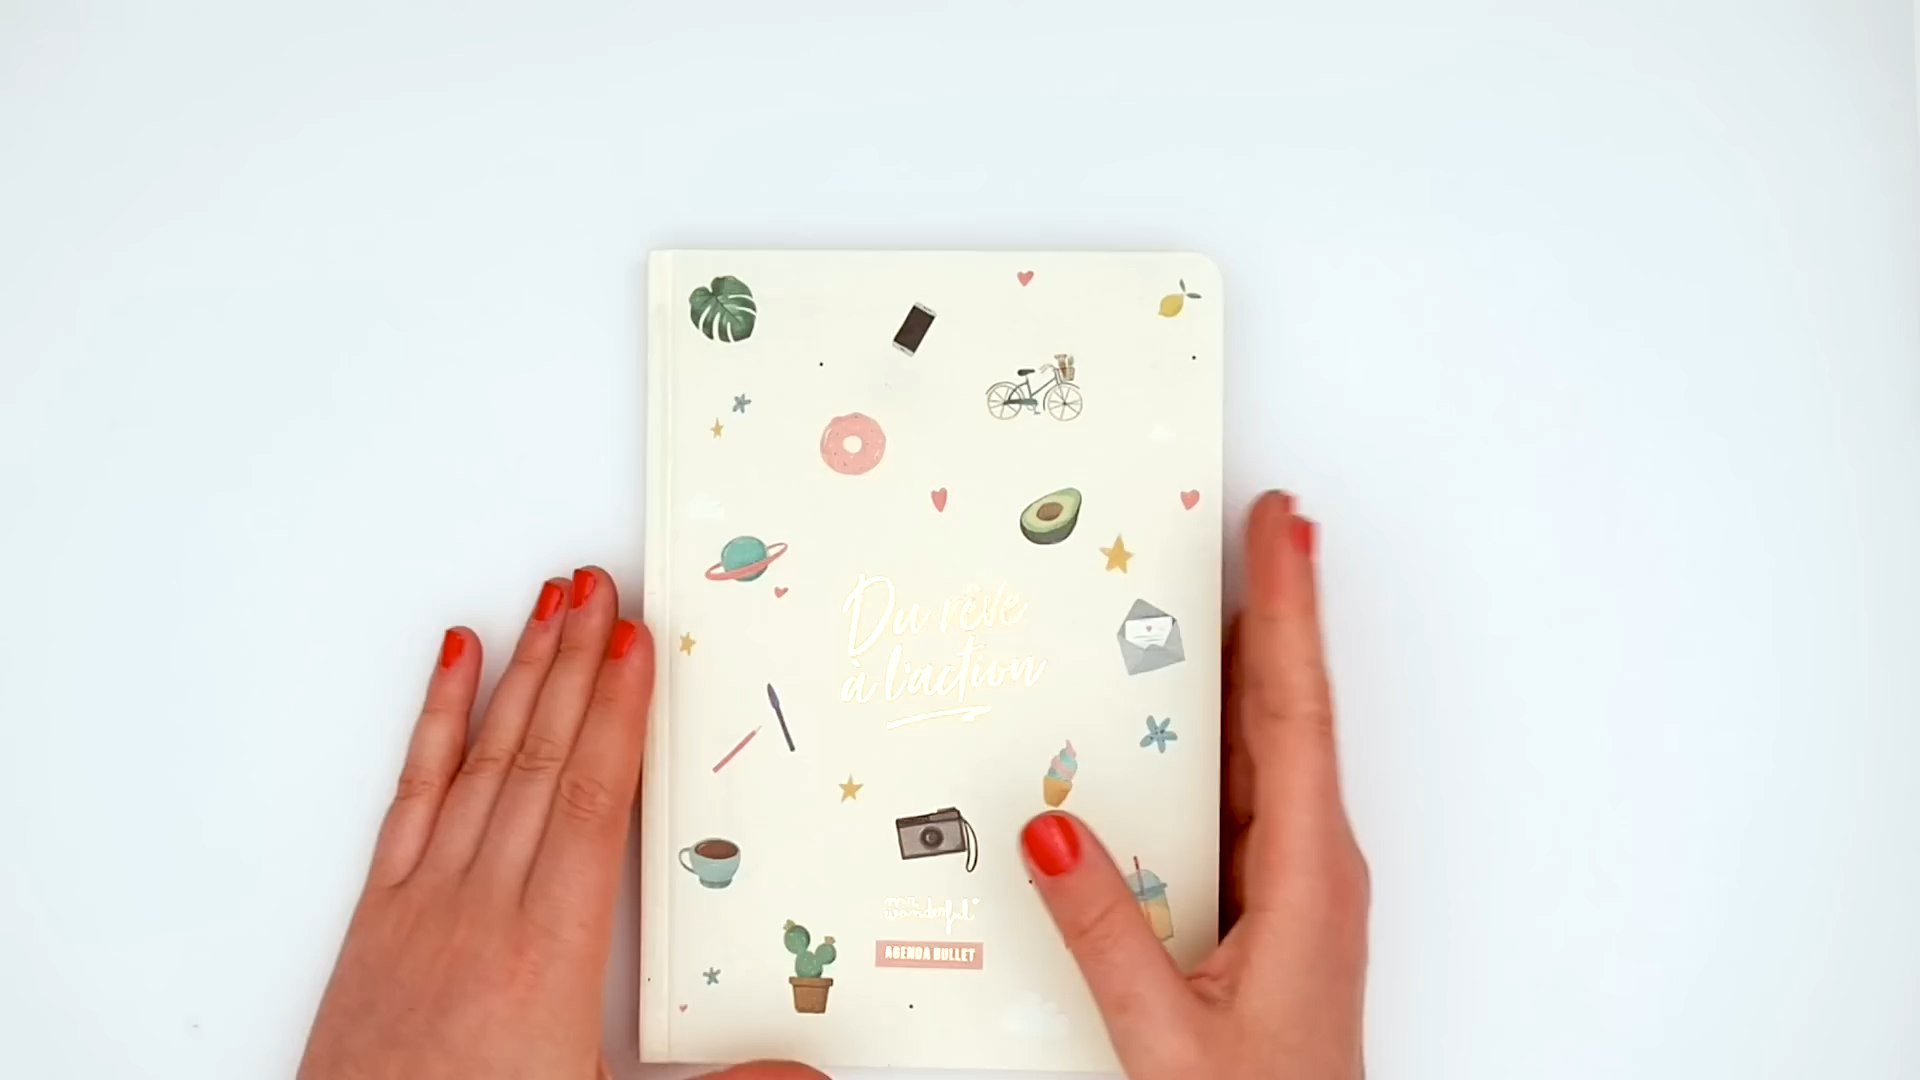 Du rêve
à l'action
mr.
wonderful®
AGENDA BULLET